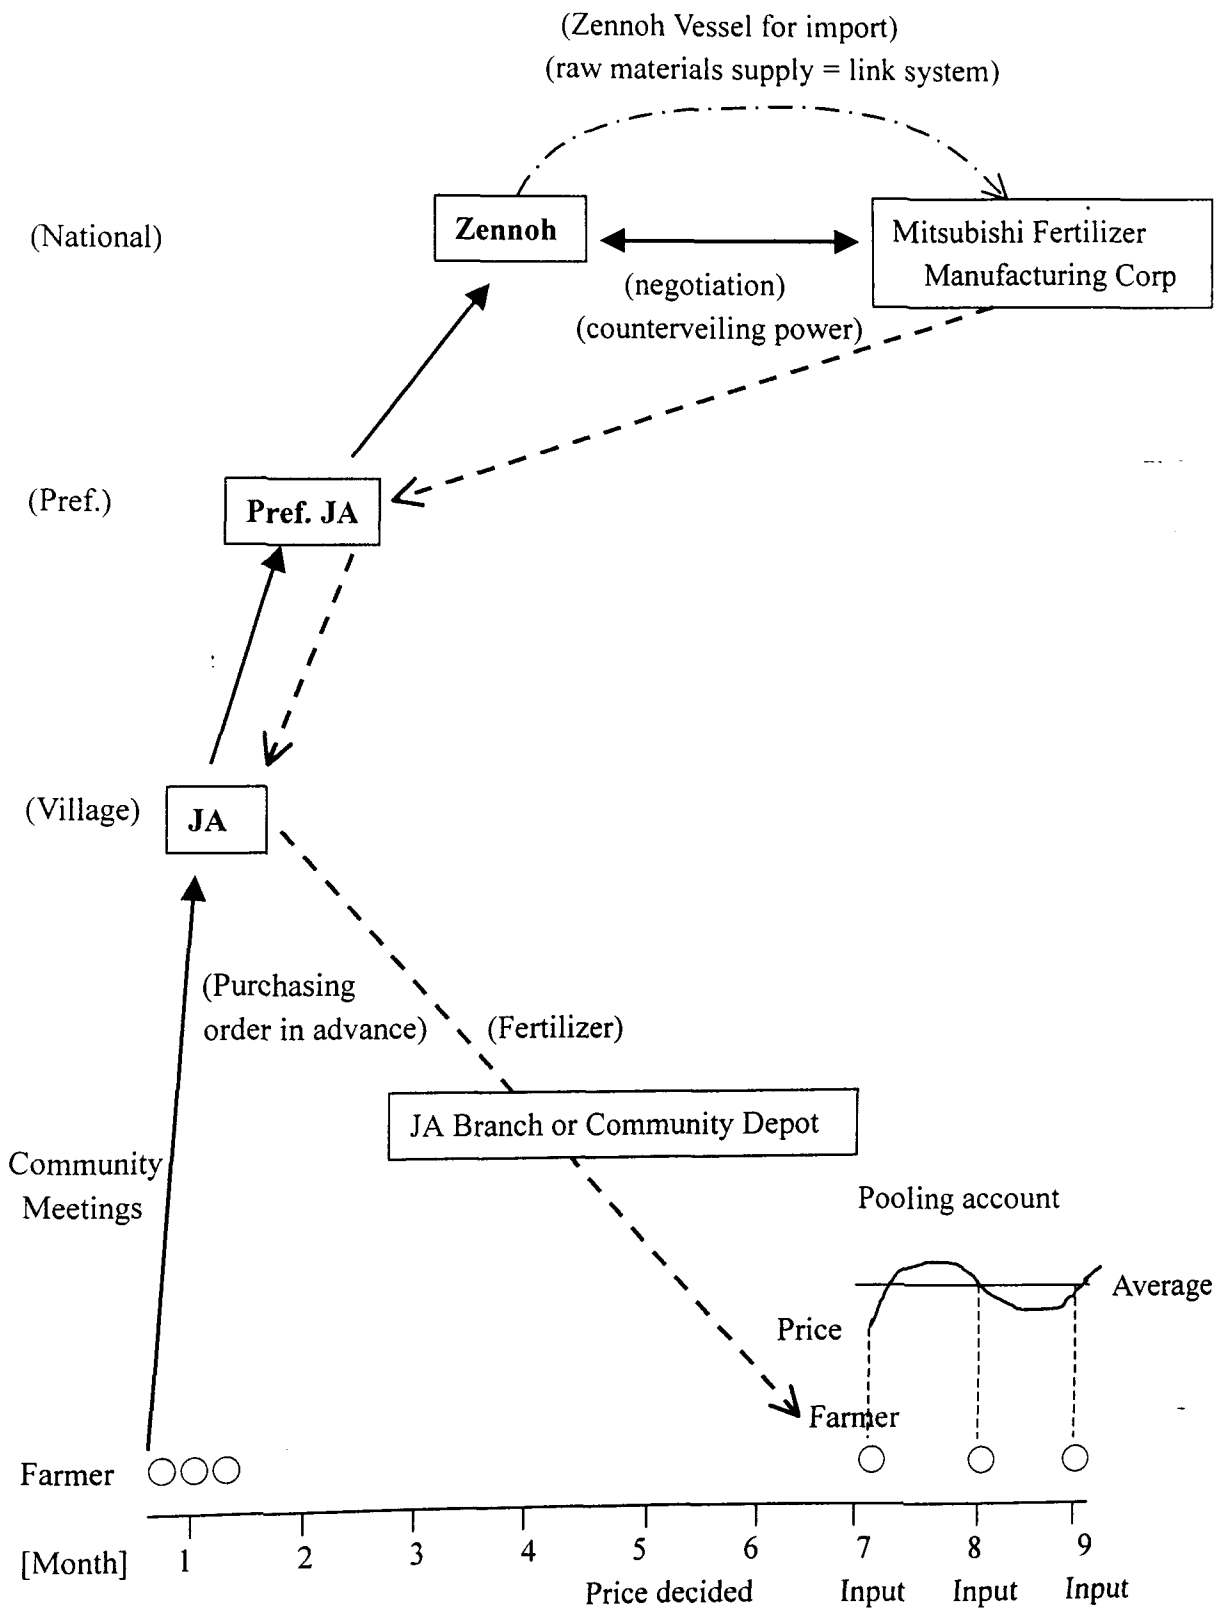 (Zennoh Vessel for import)
(raw materials supply = link system)
(National)
Zennoh
Mitsubishi Fertilizer
Manufacturing Corp
(negotiation)
(counterveiling power)
(Pref.)
Pref. JA
(Village)
JA
(Purchasing
order in advance)
(Fertilizer)
JA Branch or Community Depot
Community
Meetings
Pooling account
Average
Price
Farmer
Farmer
[Month]
1
2
3
4
5
6
7
8
9
Price decided
Input
Input
Input